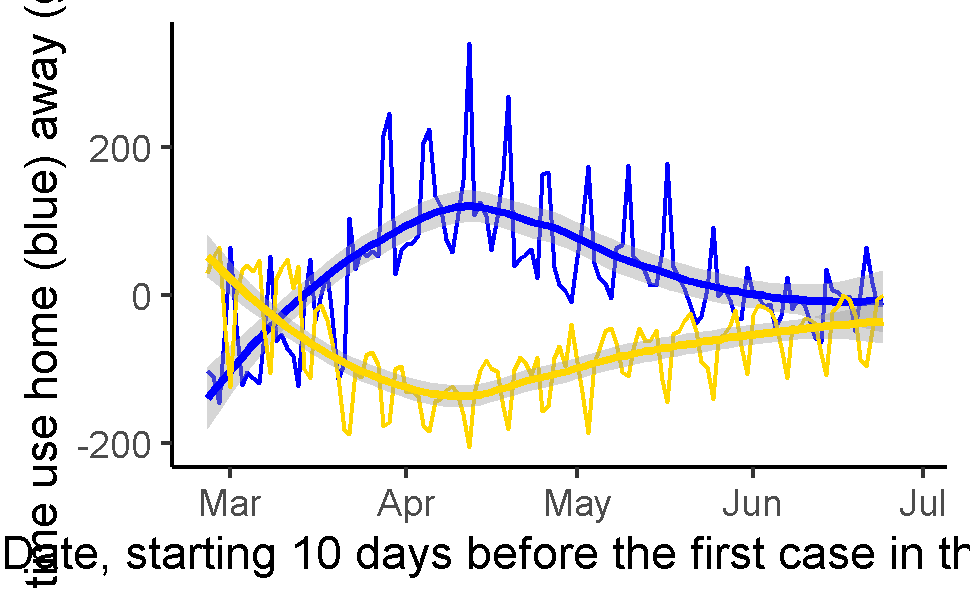 time use home (blue) away (
200
0
-200
Mar Apr May Jun Jul
Date, starting 10 days before the first case in th